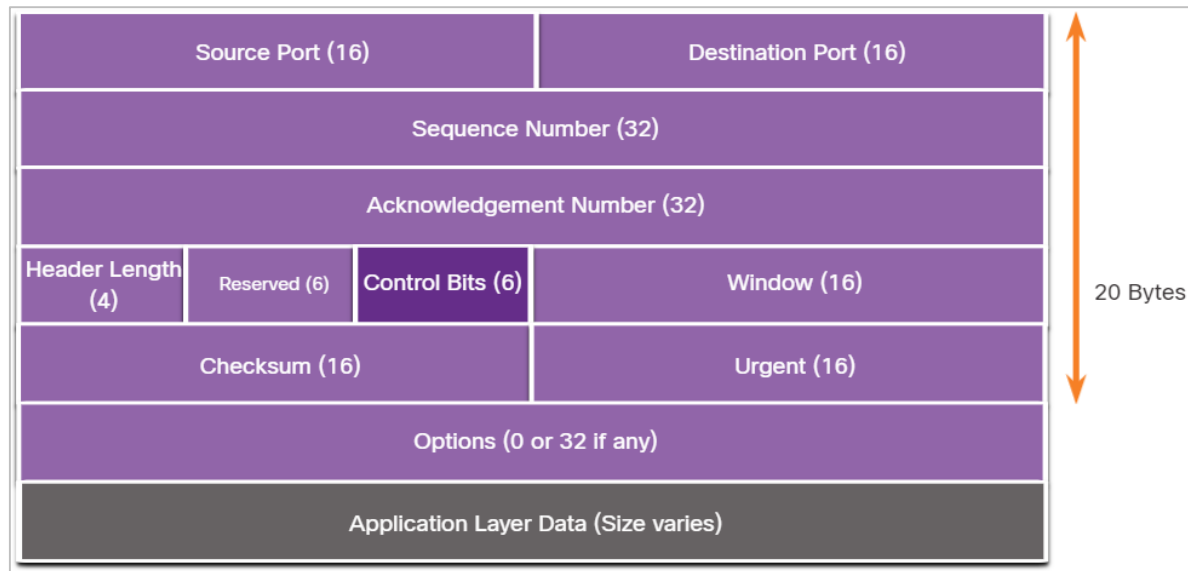 Source Port (16)
Destination Port (16)
Sequence Number (32)
Acknowledgement Number (32)
Header Length
(4)
Reserved (6)
Control Bits (6)
Window (16)
20 Bytes
Checksum (16)
Urgent (16)
Options (0 or 32 if any)
Application Layer Data (Size varies)